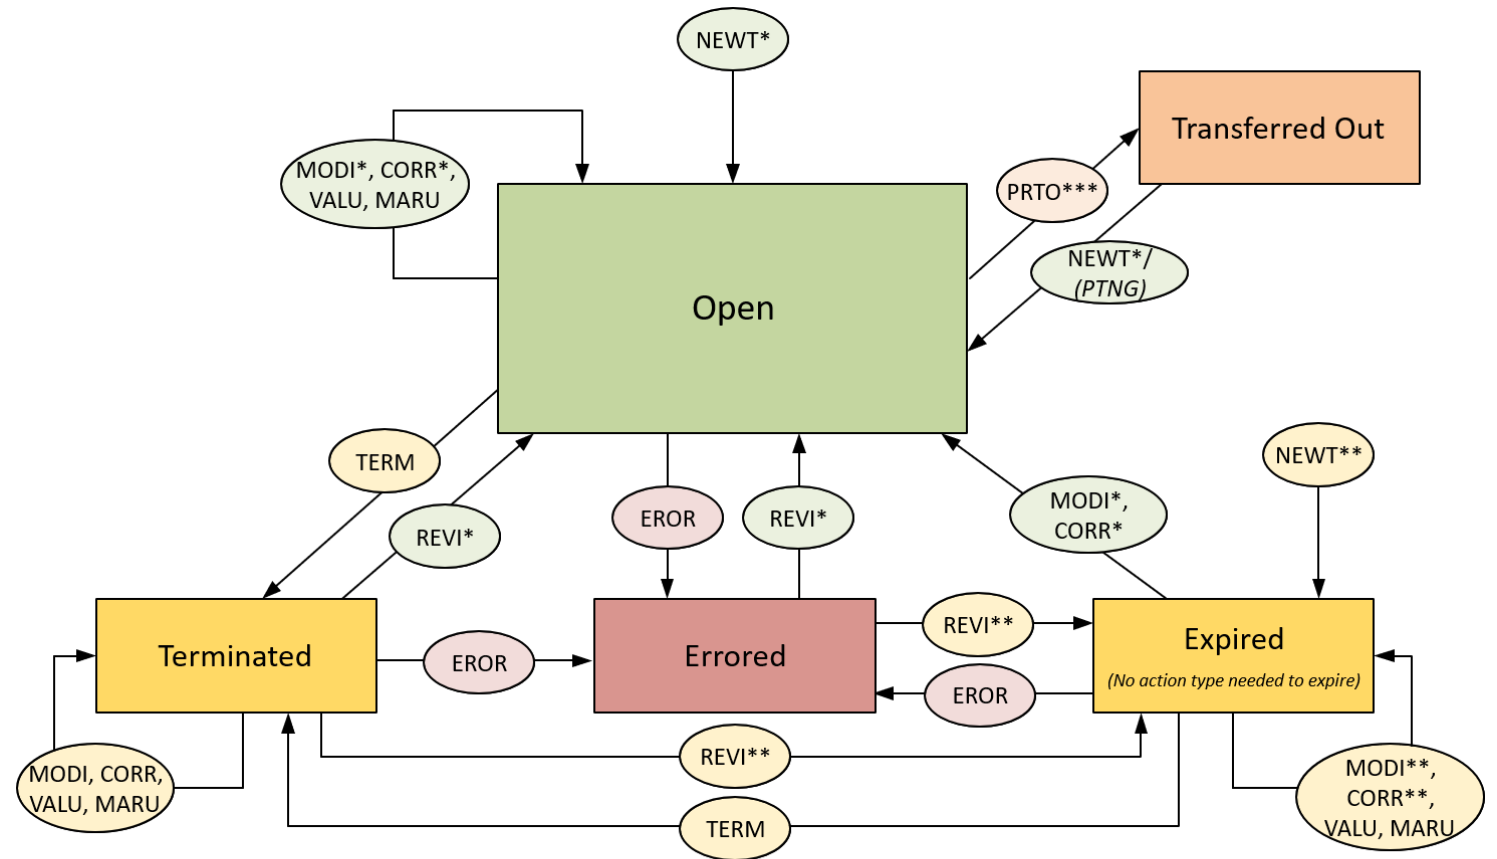 NEWT*
Transferred Out
MODI*, CORR*,
VALU, MARU
PRTO***
NEWT*/
(PTNG)
Open
TERM
NEWT**
EROR
REVI*
MODI*,
CORR*
REVI*
Terminated
EROR
Errored
REVI**
EROR
Expired
(No action type needed to expire)
MODI, CORR,
VALU, MARU
REVI**
TERM
MODI**,
CORR**,
VALU, MARU